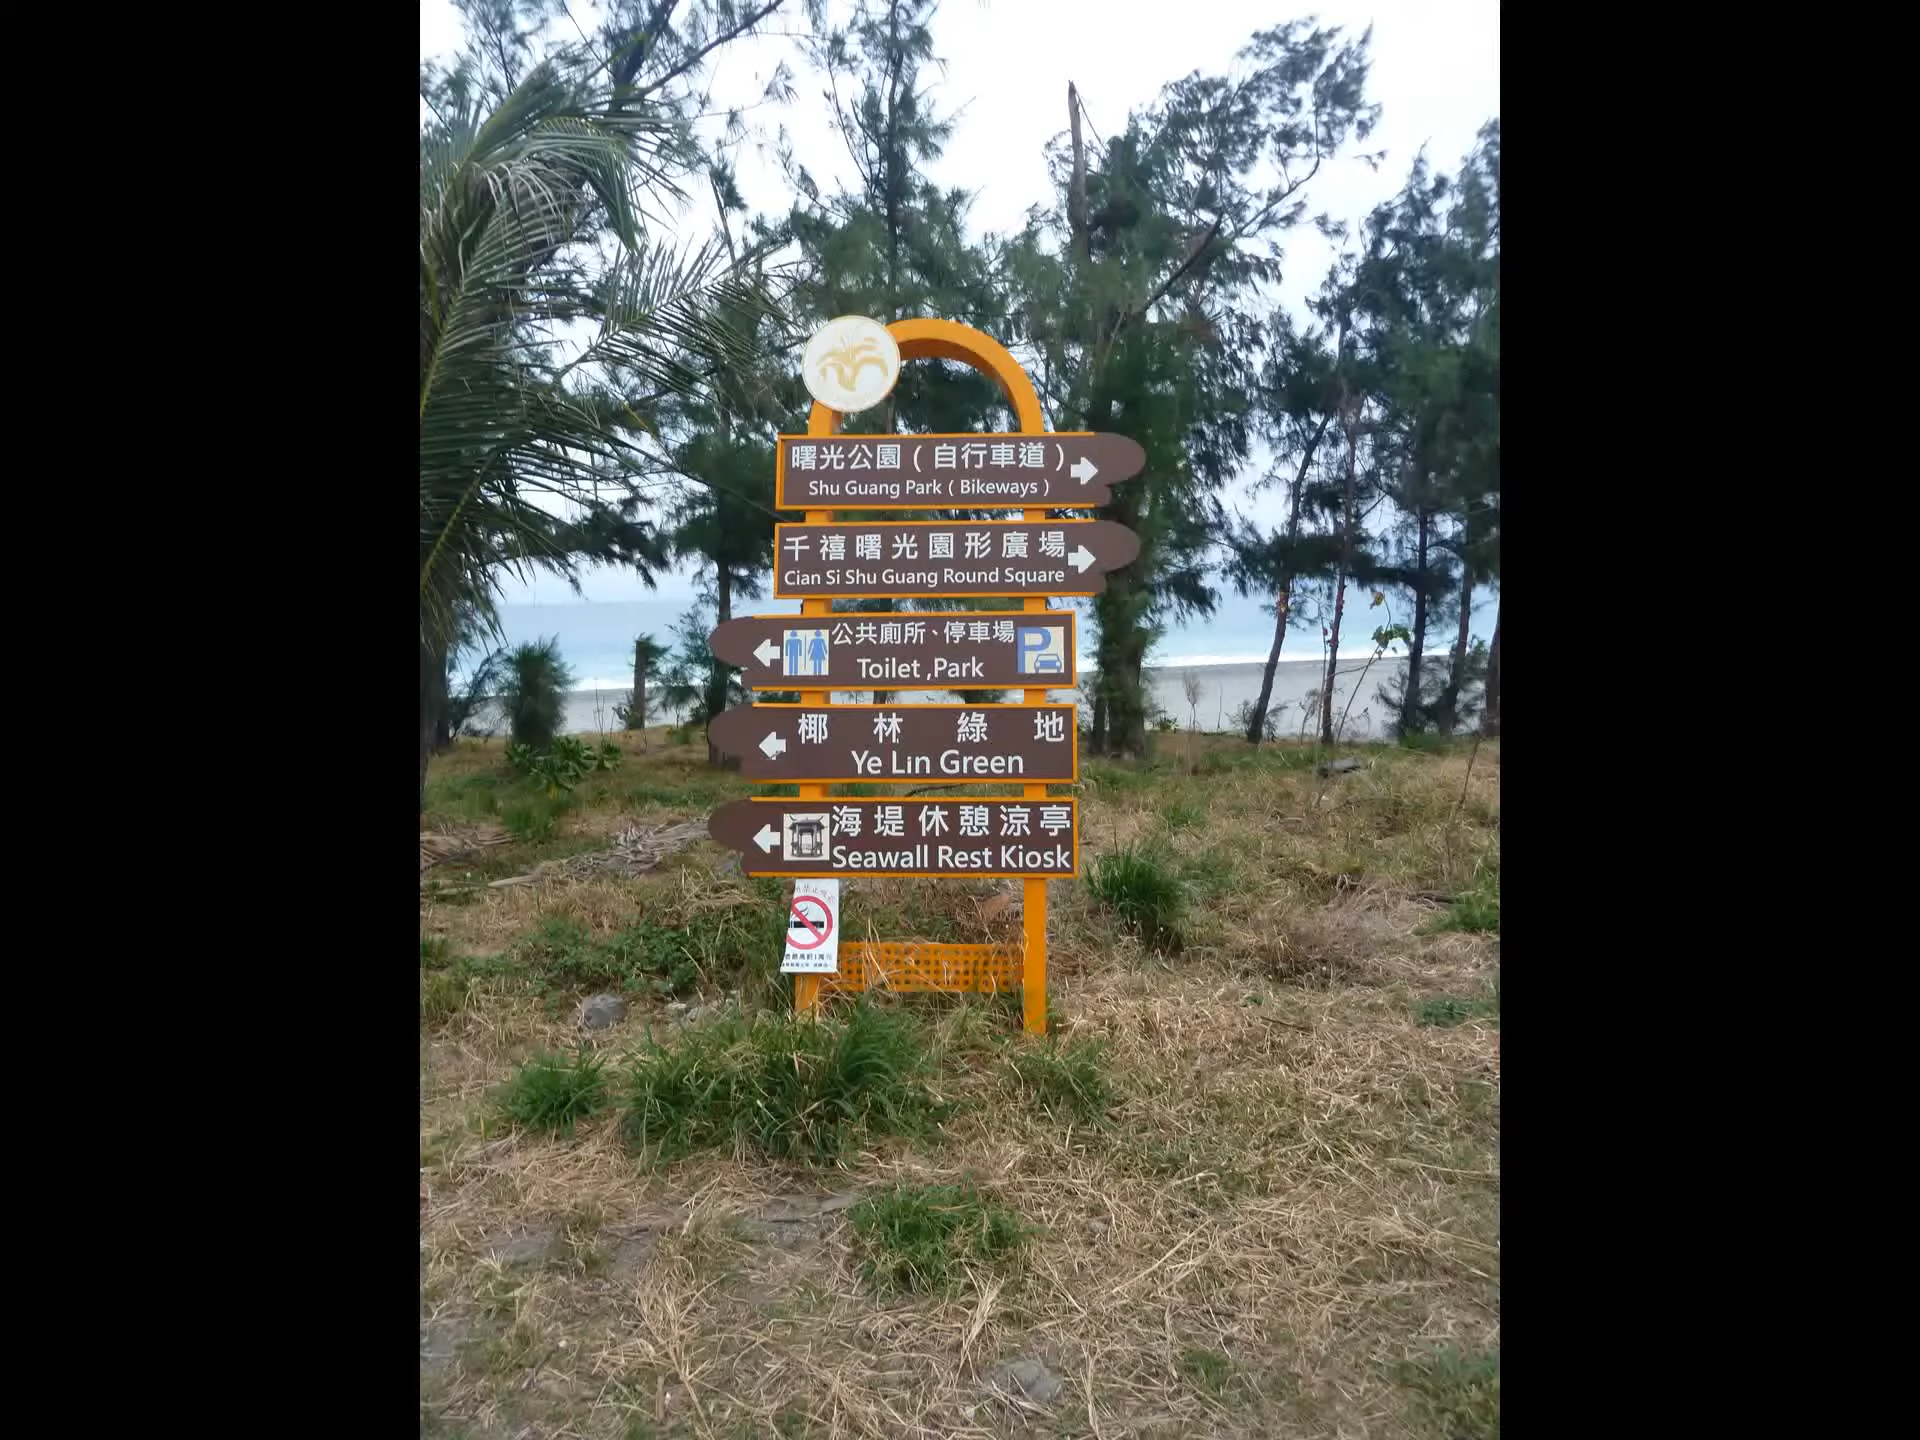 曙光公園(自行車道)
Shu Guang Park ( Bikeways )
千禧曙光園形廣場
Cian Si Shu Guang Round Square
公共廁所、停車場
P
Toilet ,Park
椰林綠地
Ye Lin Green
海堤休憩涼亭
Seawall Rest Kiosk